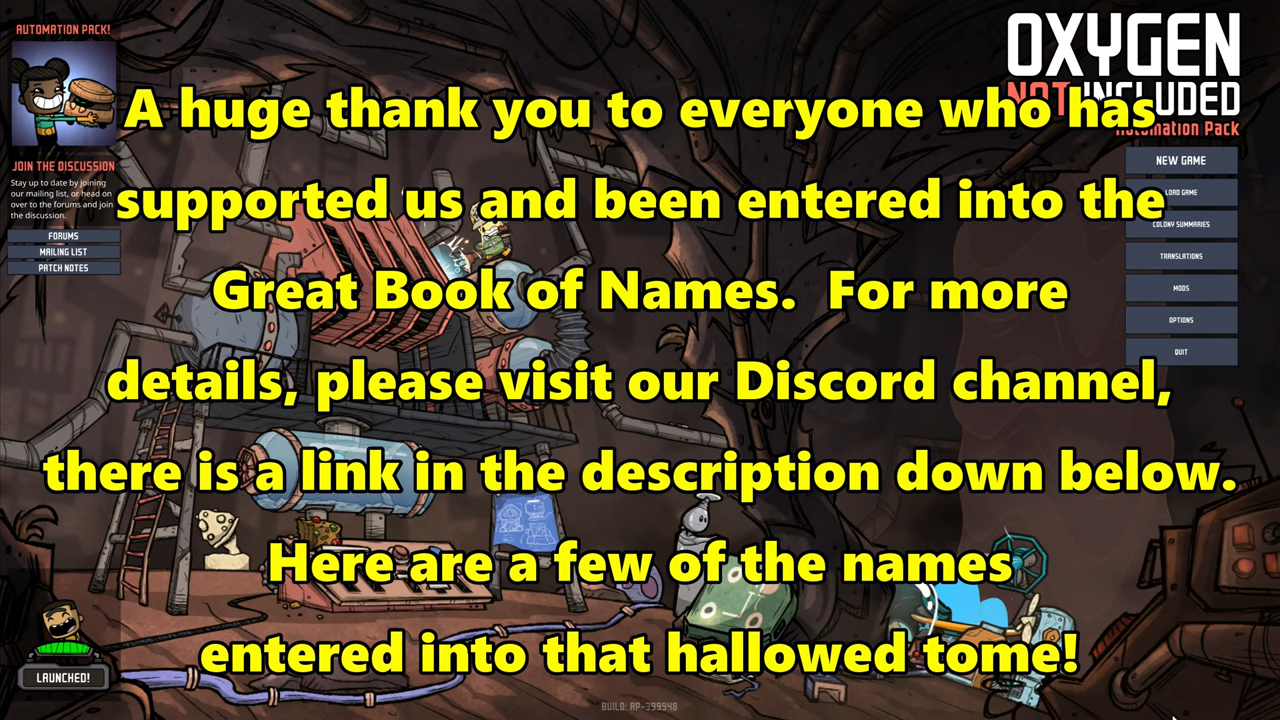 AUTOMATION PACK!
JOIN THE DISCUSSION
Stay up to date by joining
our mailing list, or head on
over to the forums and join
the discussion.
FORUMS
MAILING LIST
PATCH NOTES
LAUNCHED!
A huge thank you to everyone who has
supported us and been entered into the
Great Book of Names. For more
details, please visit our Discord channel,
there is a link in the description down below.
Here are a few of the names
entered into that hallowed tome!
OXYGEN
NOT INCLUDED
Automation Pack
NEW GAME
LOAD GAME
COLONY SUMMARIES
TRANSLATIONS
MODS
OPTIONS
QUIT
BUILD: AP-399948